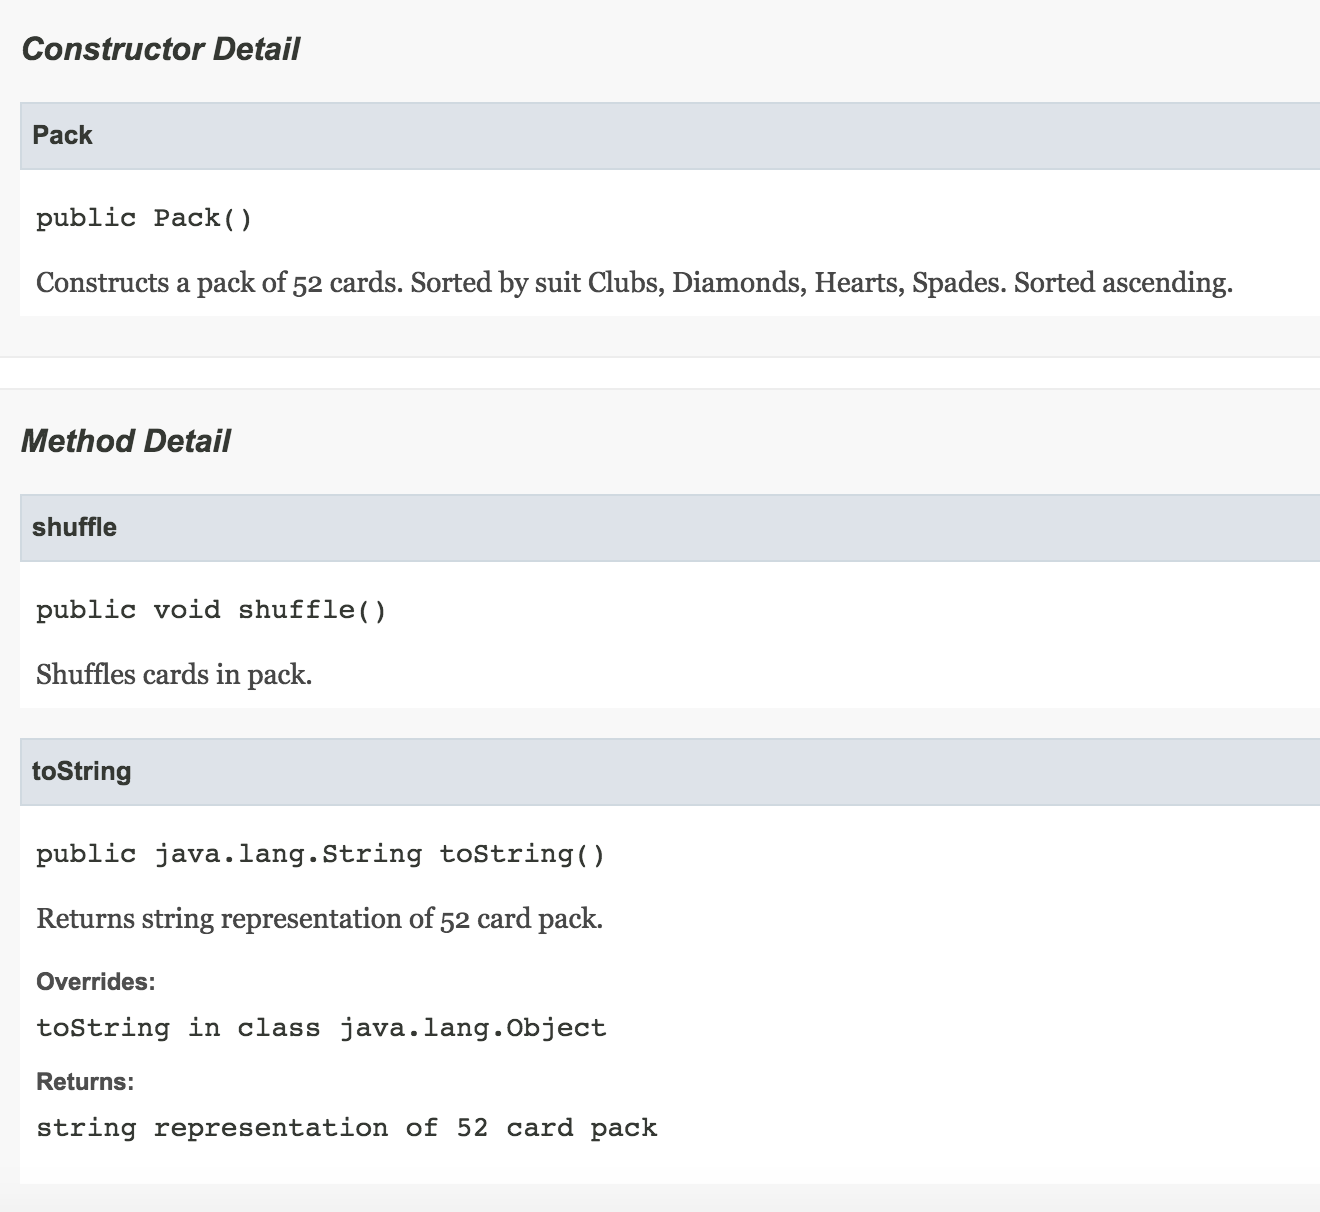 Constructor Detail
Pack
public Pack()
Constructs a pack of 52 cards. Sorted by suit Clubs, Diamonds, Hearts, Spades. Sorted ascending.
Method Detail
shuffle
public void shuffle()
Shuffles cards in pack.
toString
public java.lang.String toString()
Returns string representation of 52 card pack.
Overrides:
toString in class java.lang.Object
Returns:
string representation of 52 card pack